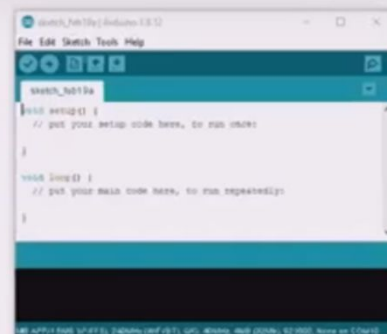 sketch_feb19a | Arduino 1.8.12
File Edit Sketch Tools Help
sketch_feb19a
void setup() {
// put your setup code here, to run once:
}
void loop() {
// put your main code here, to run repeatedly:
}